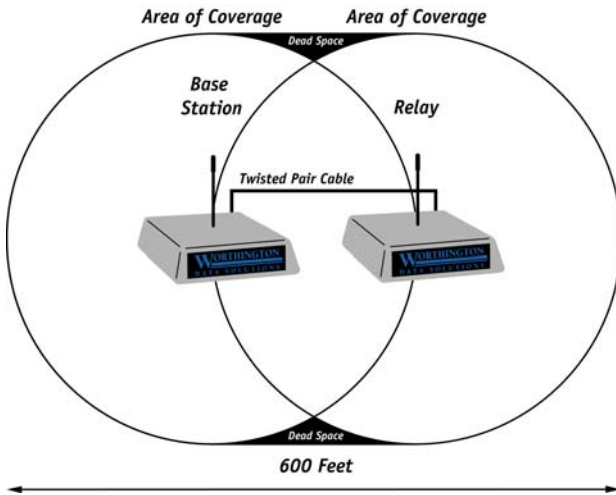 Area of Coverage
Area of Coverage
Dead Space
Base
Station
Relay
Twisted Pair Cable
WORTHINGTON
DATA SOLUTIONS
WORTHINGTON
DATA SOLUTIONS
Dead Space
600 Feet